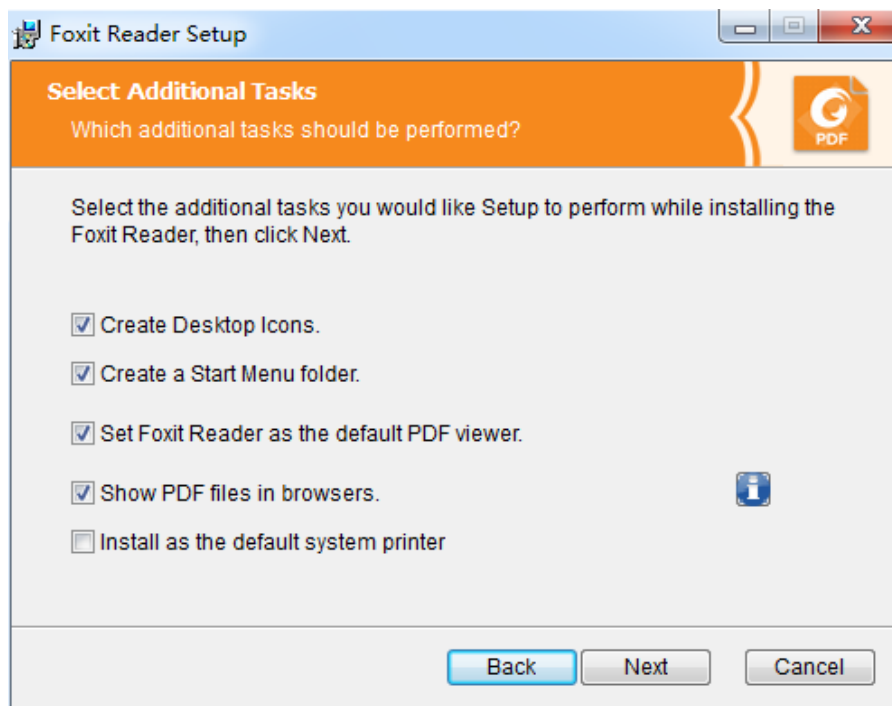 Foxit Reader Setup
Select Additional Tasks
Which additional tasks should be performed?
PDF
Select the additional tasks you would like Setup to perform while installing the
Foxit Reader, then click Next.
Create Desktop Icons.
Create a Start Menu folder.
Set Foxit Reader as the default PDF viewer.
Show PDF files in browsers.
Install as the default system printer
Back Next Cancel